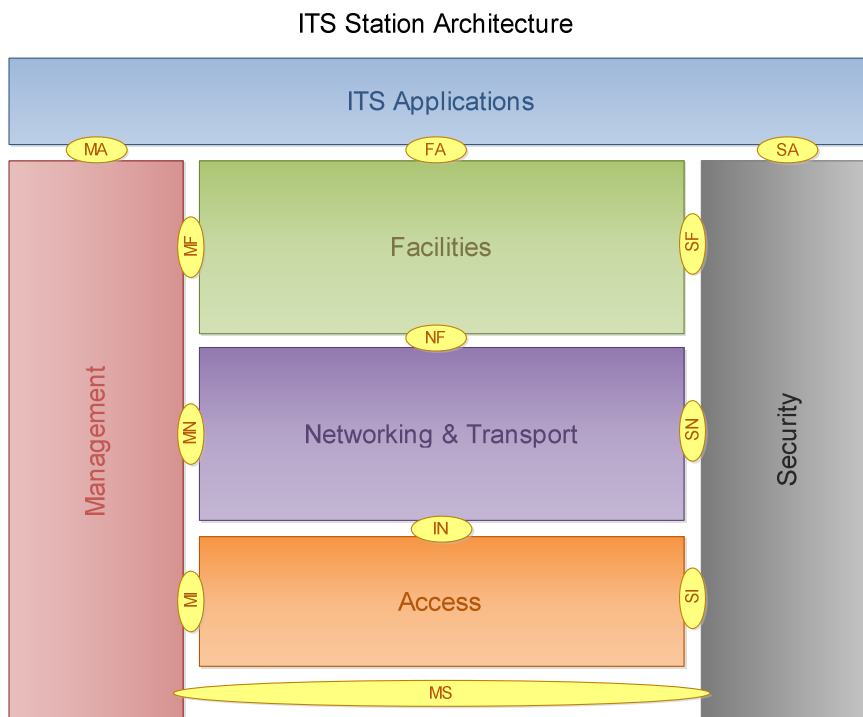 ITS Station Architecture
ITS Applications
MA
FA
SA
MF
Facilities
SF
NF
Management
MN
Networking & Transport
SN
Security
IN
MI
Access
SI
MS